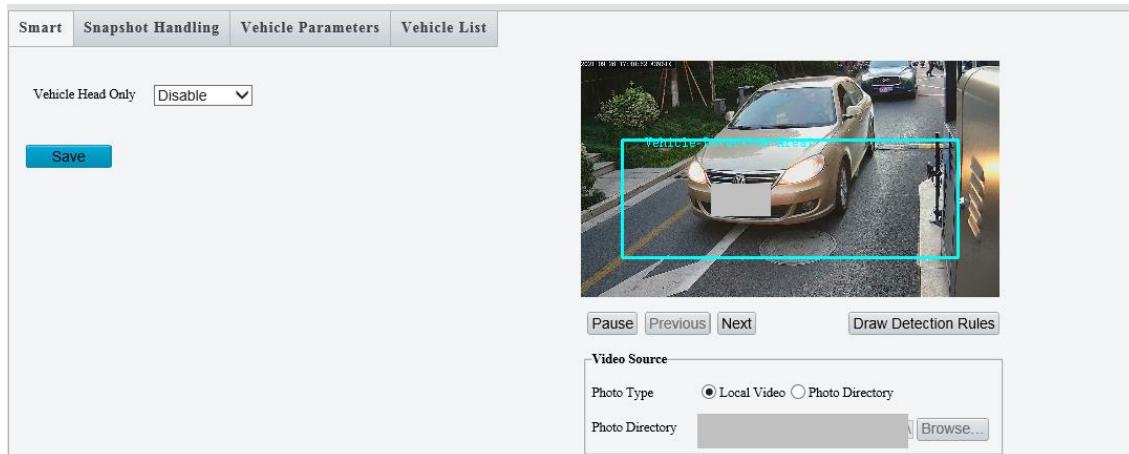 Smart Snapshot Handling Vehicle Parameters Vehicle List
Vehicle Head Only Disable
Save
Pause Previous Next Draw Detection Rules
Video Source
Photo Type Local Video Photo Directory
Photo Directory Browse...